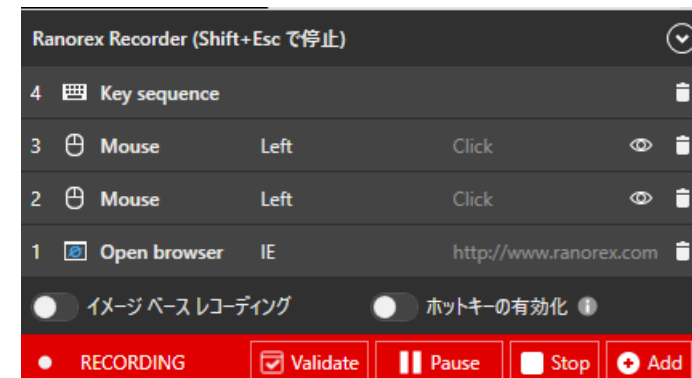 Ranorex Recorder (Shift+Esc で停止)
4 Key sequence
3 Mouse Left Click
2 Mouse Left Click
1 Open browser IE http://www.ranorex.com
イメージ ベース レコーディング ホットキーの有効化
RECORDING Validate Pause Stop Add